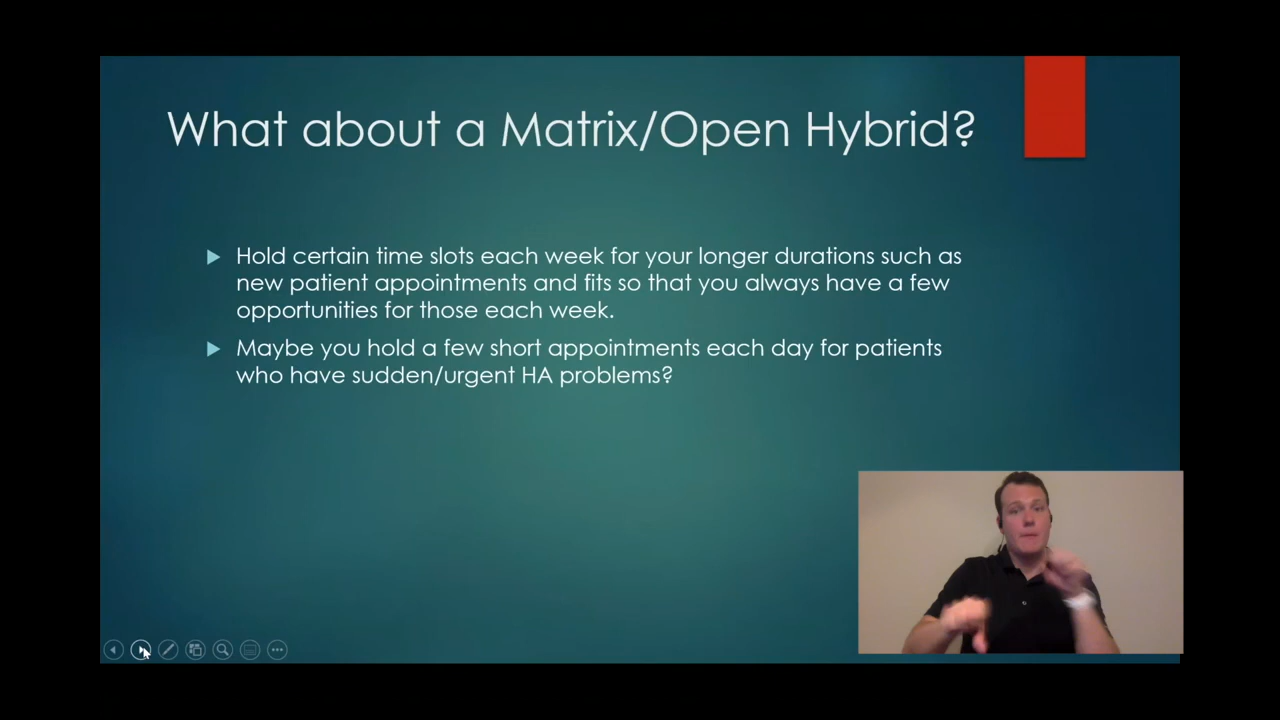 What about a Matrix/Open Hybrid?
Hold certain time slots each week for your longer durations such as
new patient appointments and fits so that you always have a few
opportunities for those each week.
Maybe you hold a few short appointments each day for patients
who have sudden/urgent HA problems?